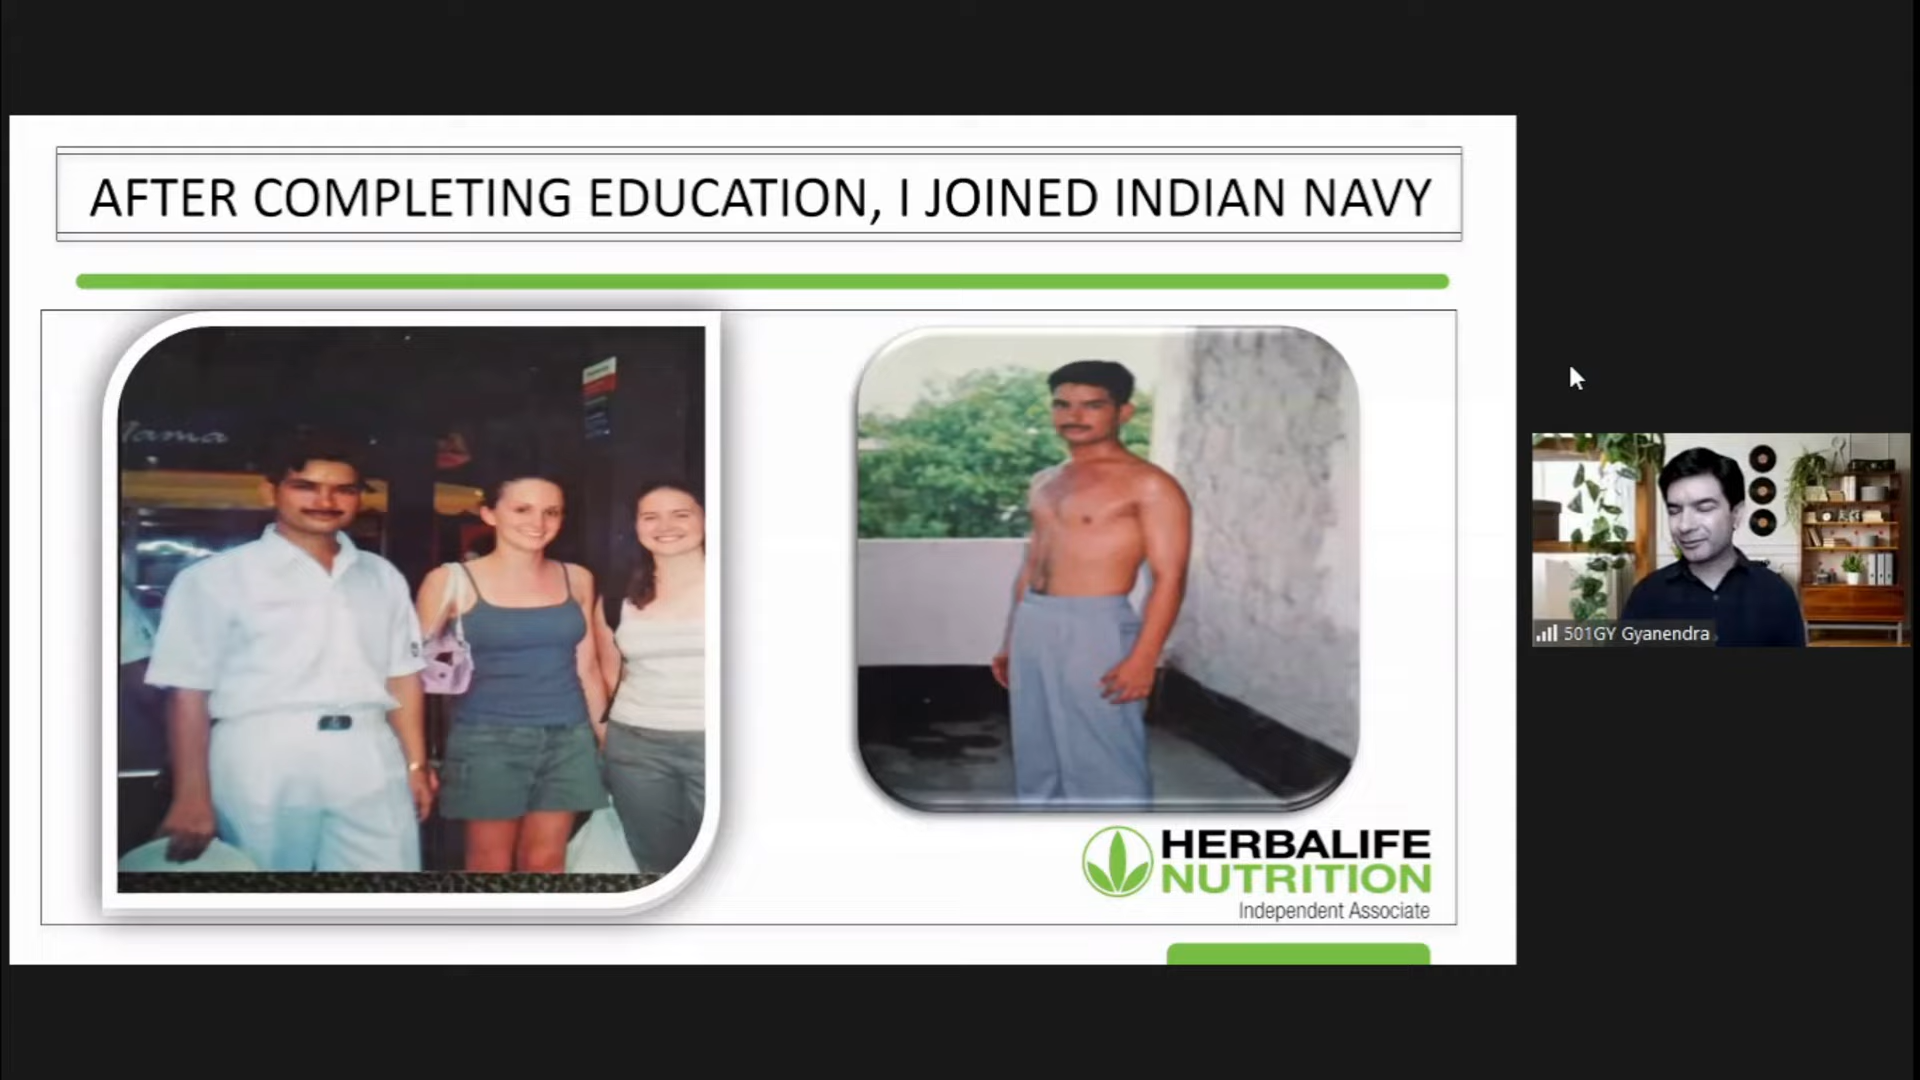 AFTER COMPLETING EDUCATION, I JOINED INDIAN NAVY
HERBALIFE
NUTRITION
Independent Associate
501GY Gyanendra